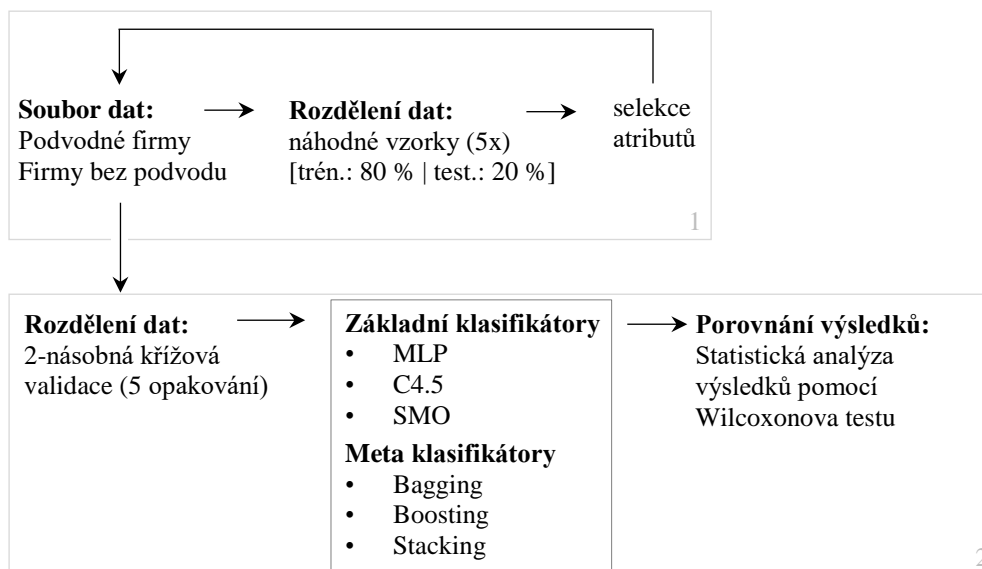 Soubor dat:
Podvodné firmy
Firmy bez podvodu
Rozdělení dat:
náhodné vzorky (5x)
[trén.: 80 % | test.: 20 %]
selekce
atributů
1
Rozdělení dat:
2-násobná křížová
validace (5 opakování)
Základní klasifikátory
• MLP
• C4.5
• SMO
Meta klasifikátory
• Bagging
• Boosting
• Stacking
Porovnání výsledků:
Statistická analýza
výsledků pomocí
Wilcoxonova testu
2